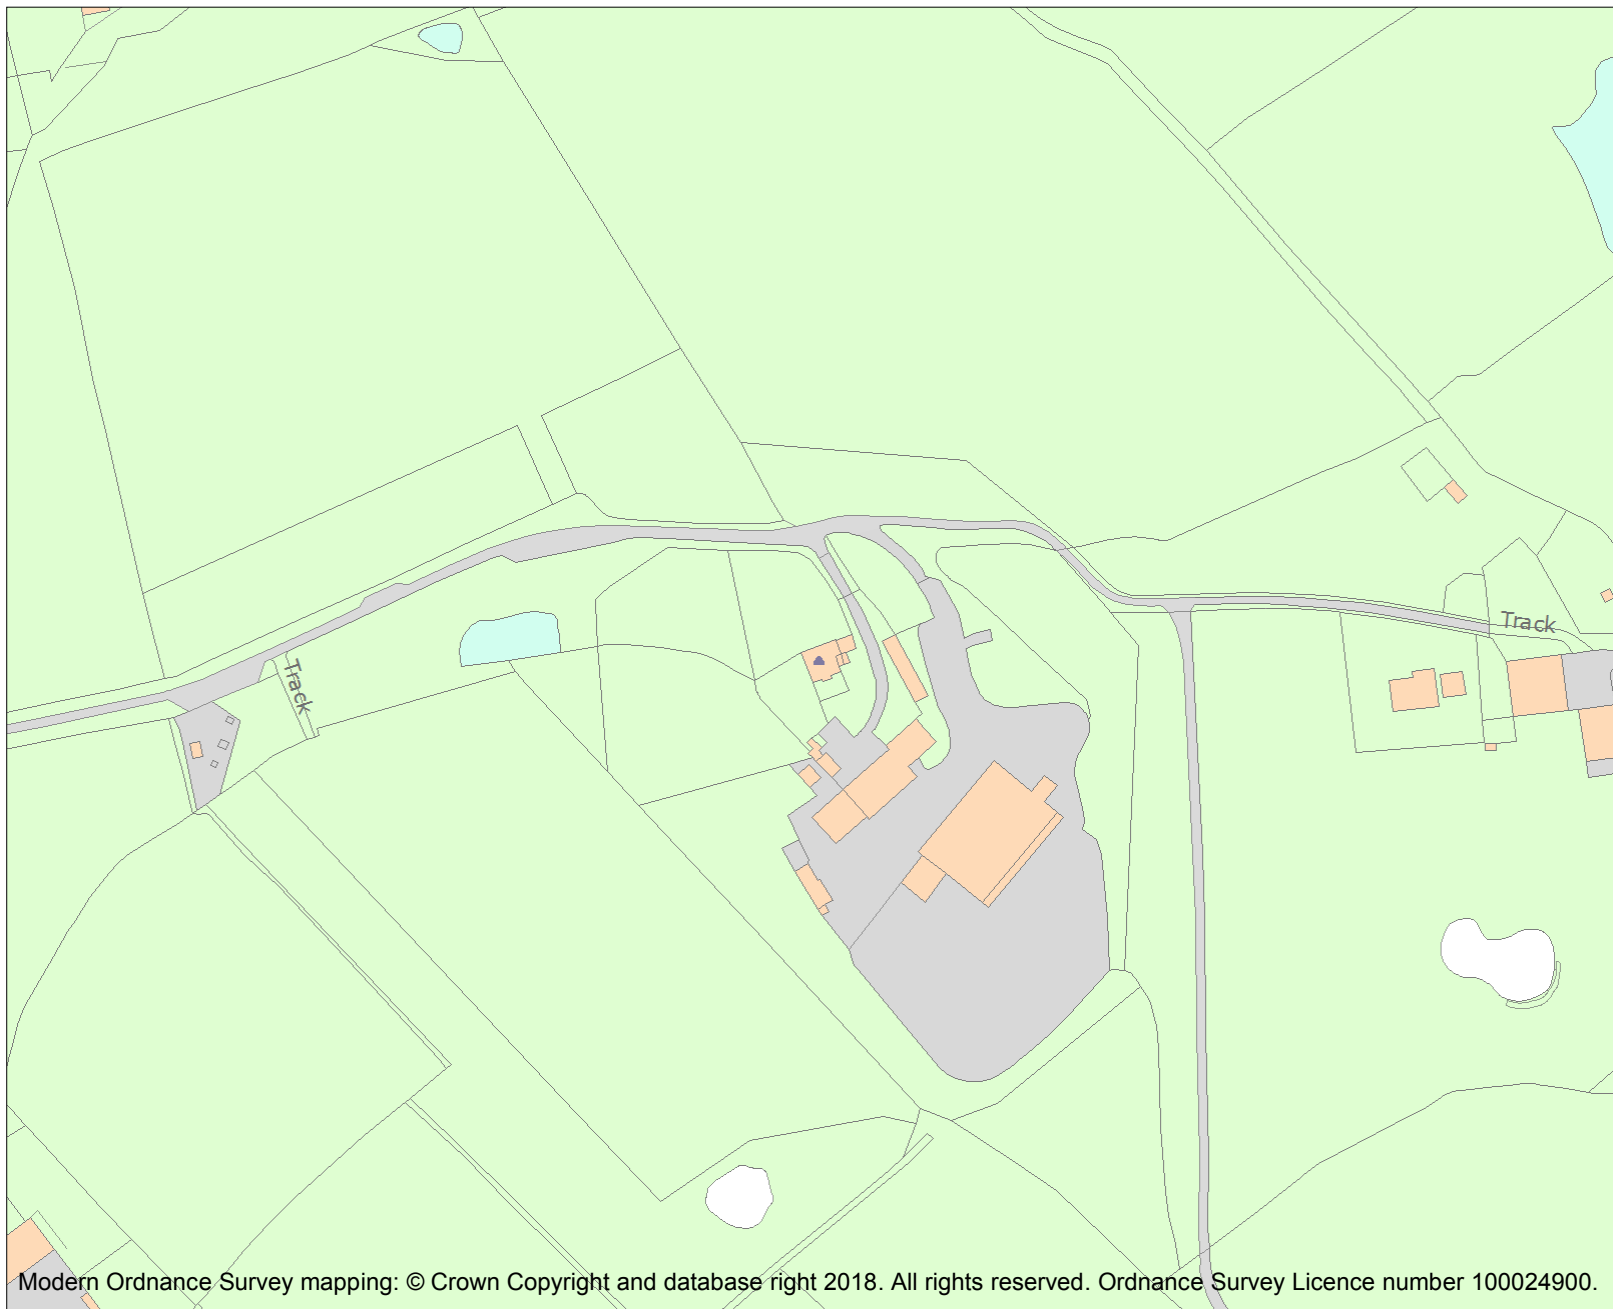 Track
Track
Modern Ordnance Survey mapping: © Crown Copyright and database right 2018. All rights reserved. Ordnance Survey Licence number 100024900.